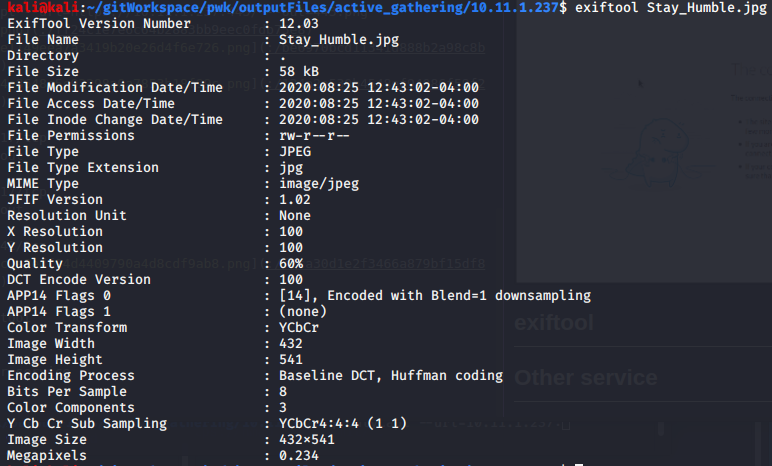 kali@kali:~/gitWorkspace/pwk/outputFiles/active_gathering/10.11.1.237$ exiftool Stay_Humble.jpg
ExifTool Version Number : 12.03
File Name : Stay_Humble.jpg
Directory : .
File Size : 58 kB
File Modification Date/Time : 2020:08:25 12:43:02-04:00
File Access Date/Time : 2020:08:25 12:43:02-04:00
File Inode Change Date/Time : 2020:08:25 12:43:02-04:00
File Permissions : rw-r--r--
File Type : JPEG
File Type Extension : jpg
MIME Type : image/jpeg
JFIF Version : 1.02
Resolution Unit : None
X Resolution : 100
Y Resolution : 100
Quality : 60%
DCT Encode Version : 100
APP14 Flags 0 : [14], Encoded with Blend=1 downsampling
APP14 Flags 1 : (none)
Color Transform : YCbCr
Image Width : 432
Image Height : 541
Encoding Process : Baseline DCT, Huffman coding
Bits Per Sample : 8
Color Components : 3
Y Cb Cr Sub Sampling : YCbCr4:4:4 (1 1)
Image Size : 432×541
Megapixels : 0.234
exiftool
Other service